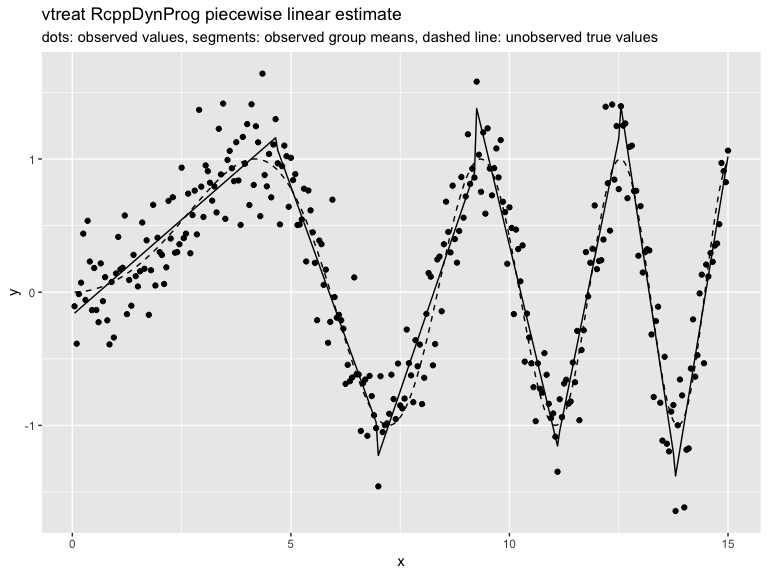 vtreat RcppDynProg piecewise linear estimate
dots: observed values, segments: observed group means, dashed line: unobserved true values
y
1
0
-1
0
5
10
15
x